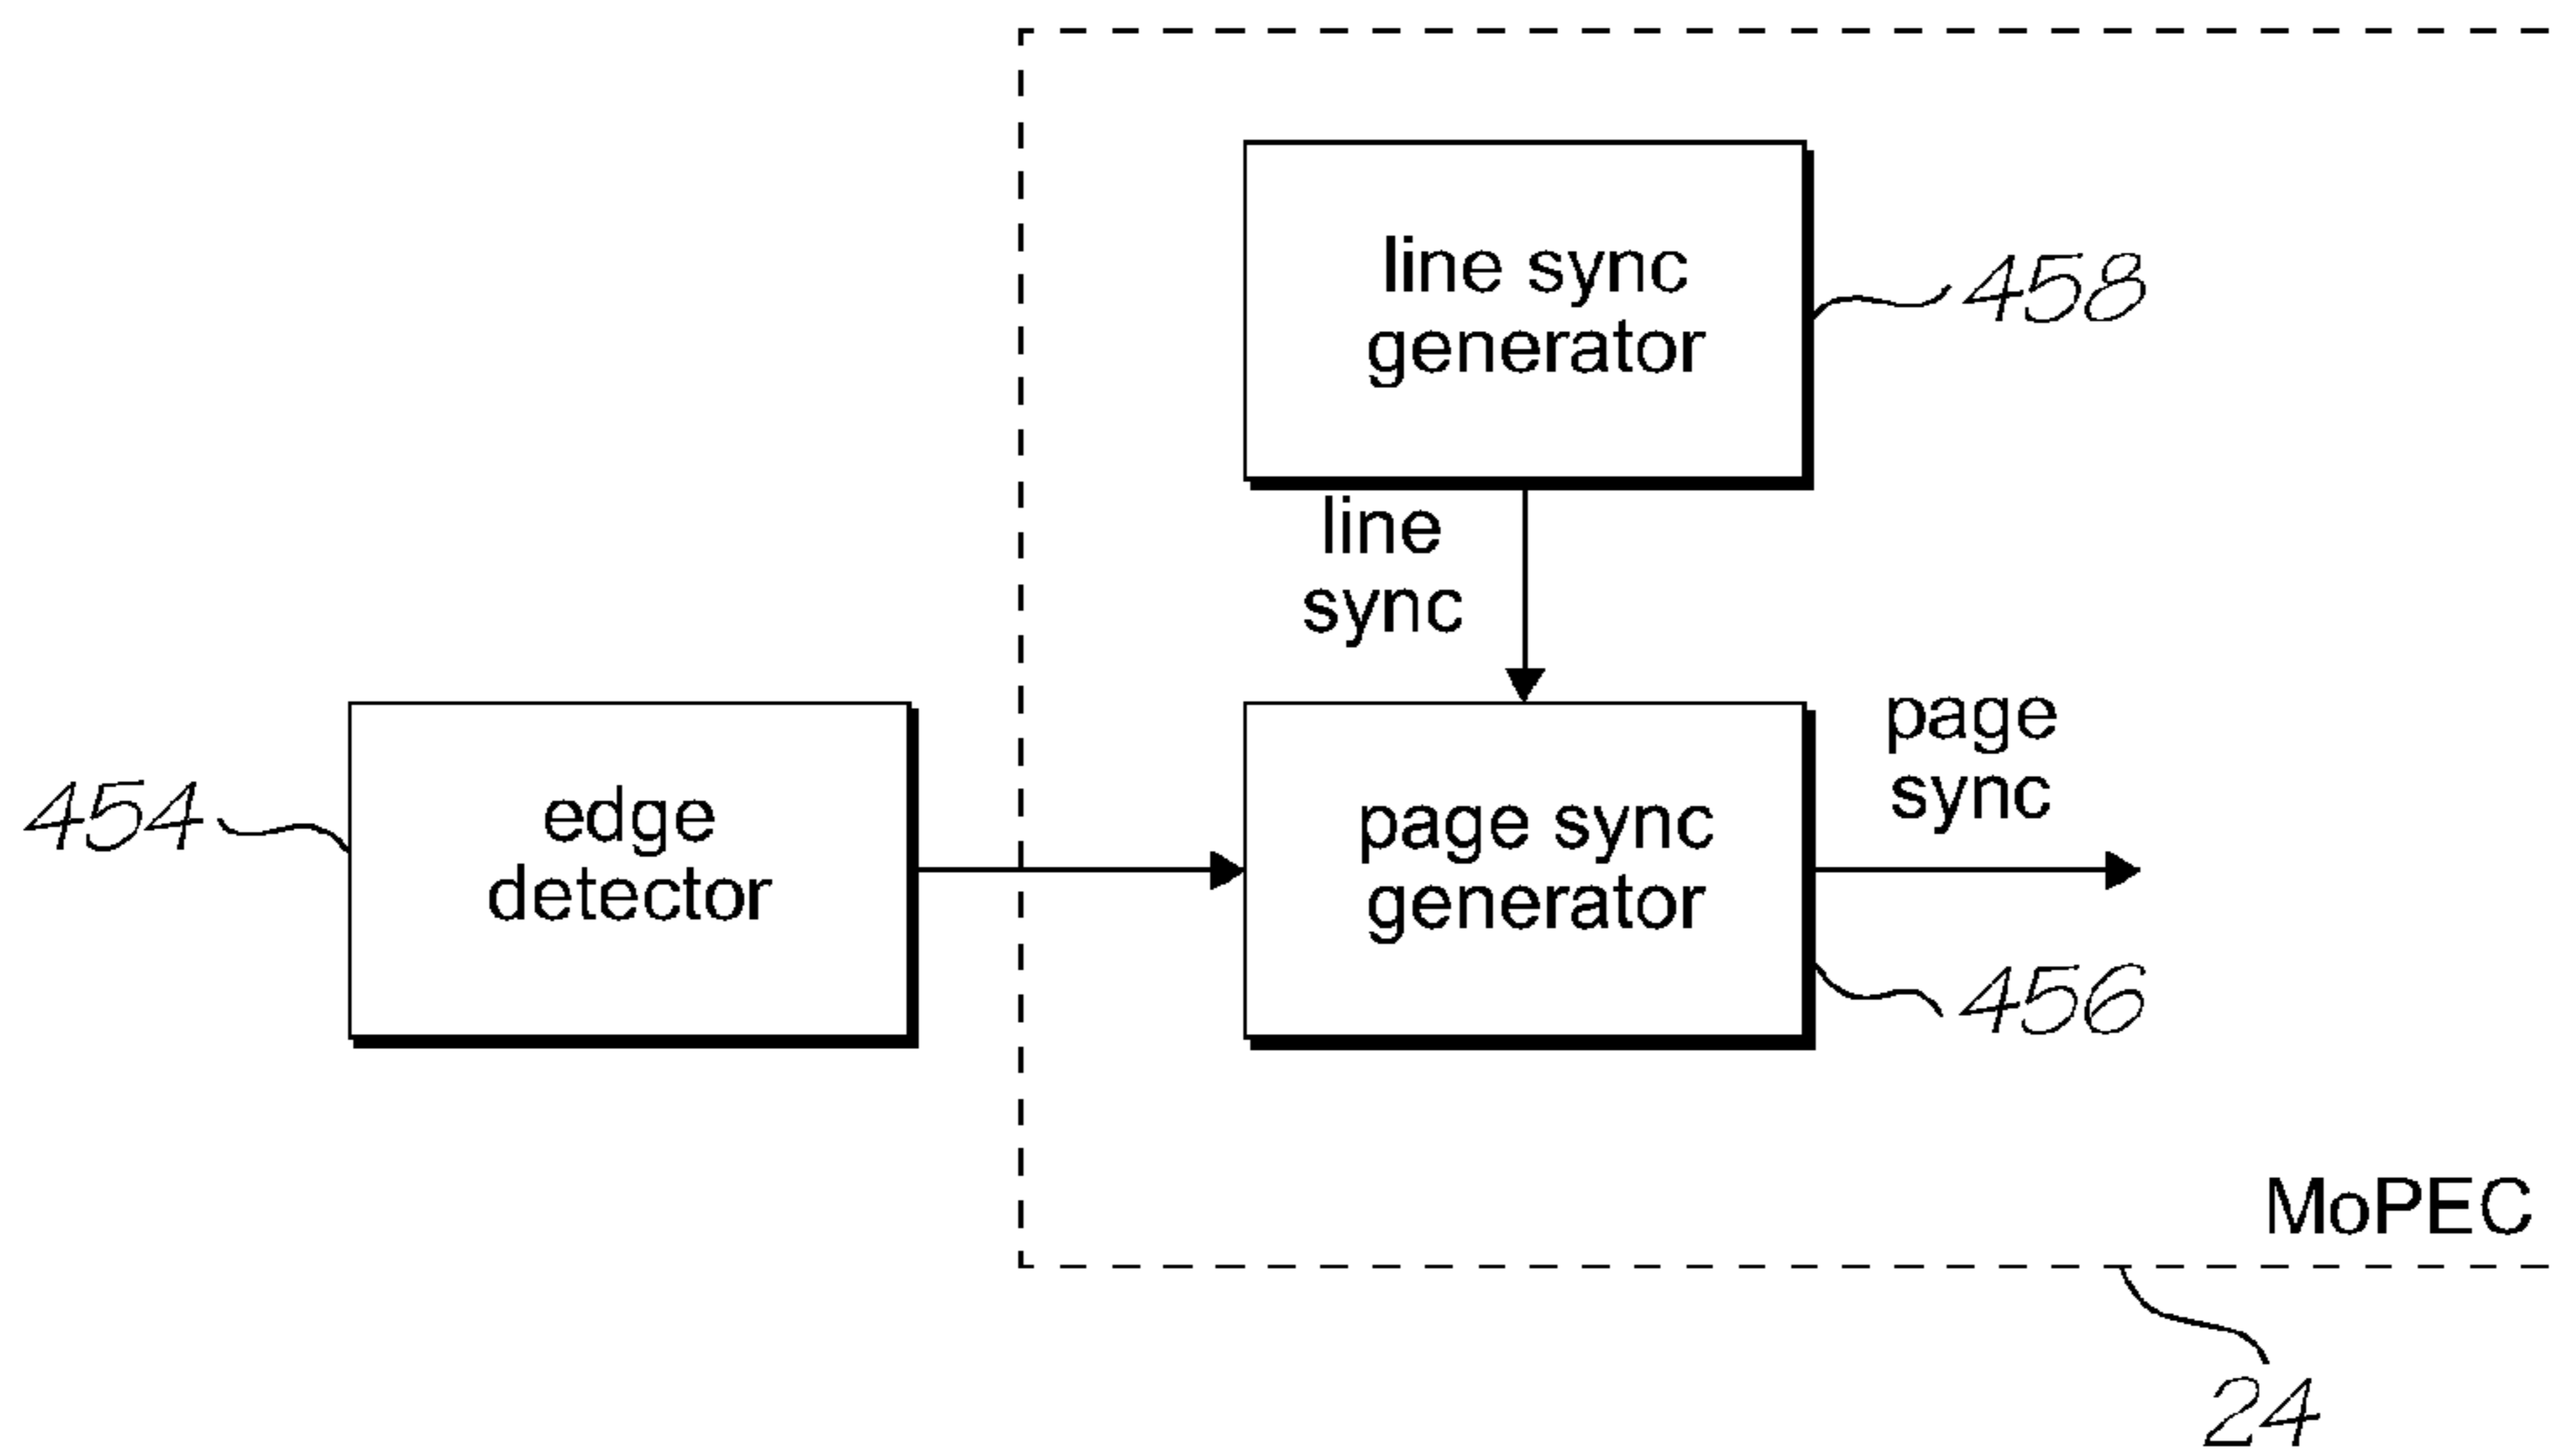 line sync
generator
458
line
sync
page
sync
454
edge
detector
page sync
generator
456
MoPEC
24